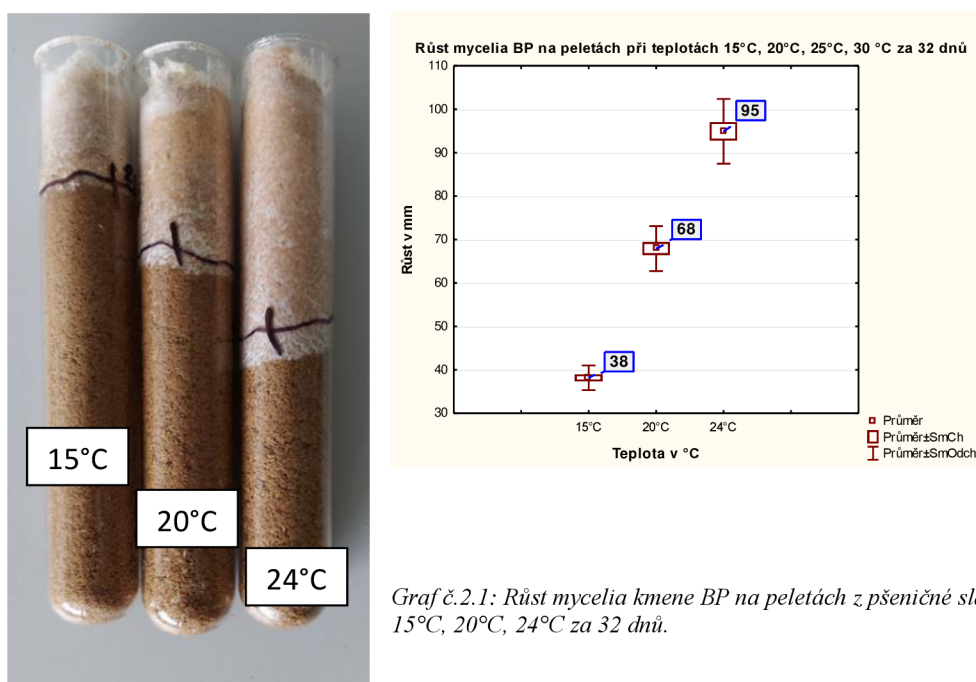 15°C
20°C
24°C
Růst mycelia BP na peletách při teplotách 15°C, 20°C, 25°C, 30 °C za 32 dnů
110
100
90
80
70
60
50
40
30
Růst v mm
95
68
38
15°C
20°C
24°C
Teplota v °C
Průměr
Průměr±SmCh
Průměr±SmOdch
Graf č.2.1: Růst mycelia kmene BP na peletách z pšeničné
15°C, 20°C, 24°C za 32 dnů.